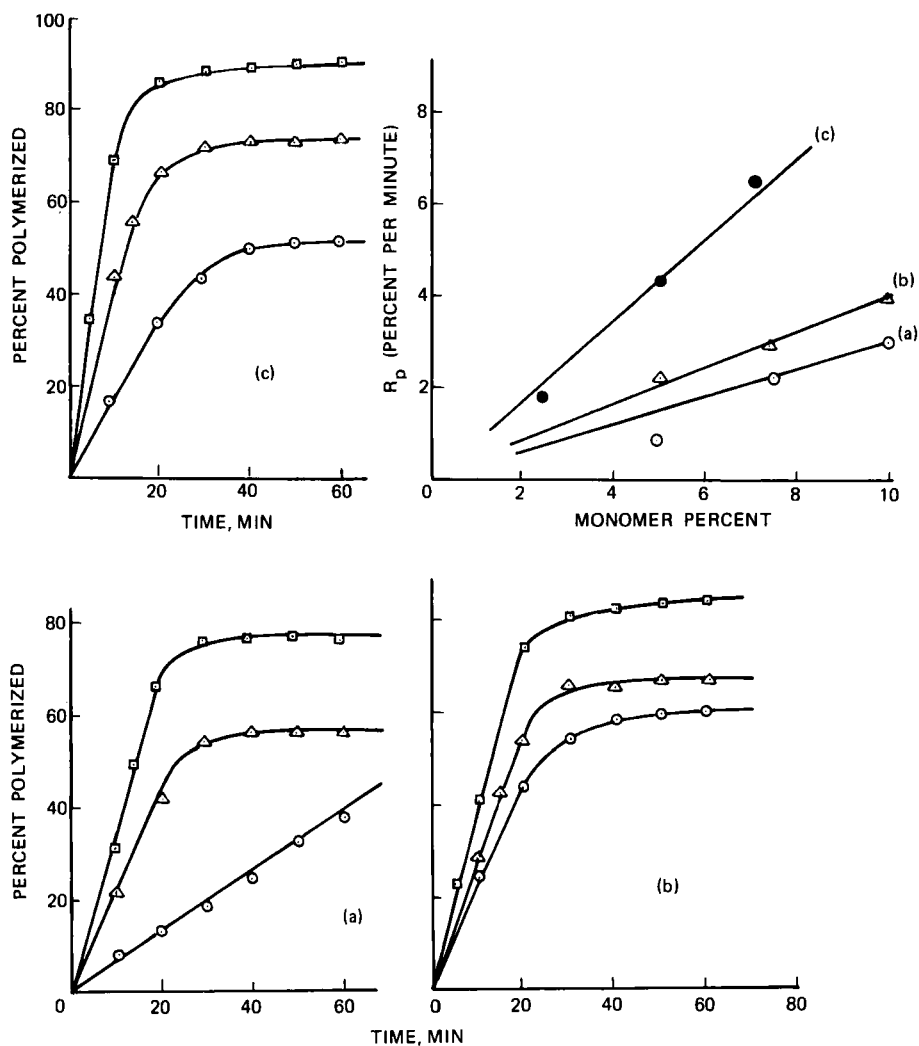 PERCENT POLYMERIZED
100
80
60
40
20
(c)
20
40
60
TIME, MIN
R_p (PERCENT PER MINUTE)
8
6
4
2
(c)
(b)
(a)
0
2
4
6
8
10
MONOMER PERCENT
PERCENT POLYMERIZED
80
60
40
20
(a)
0
20
40
60
(b)
0
20
40
60
80
TIME, MIN